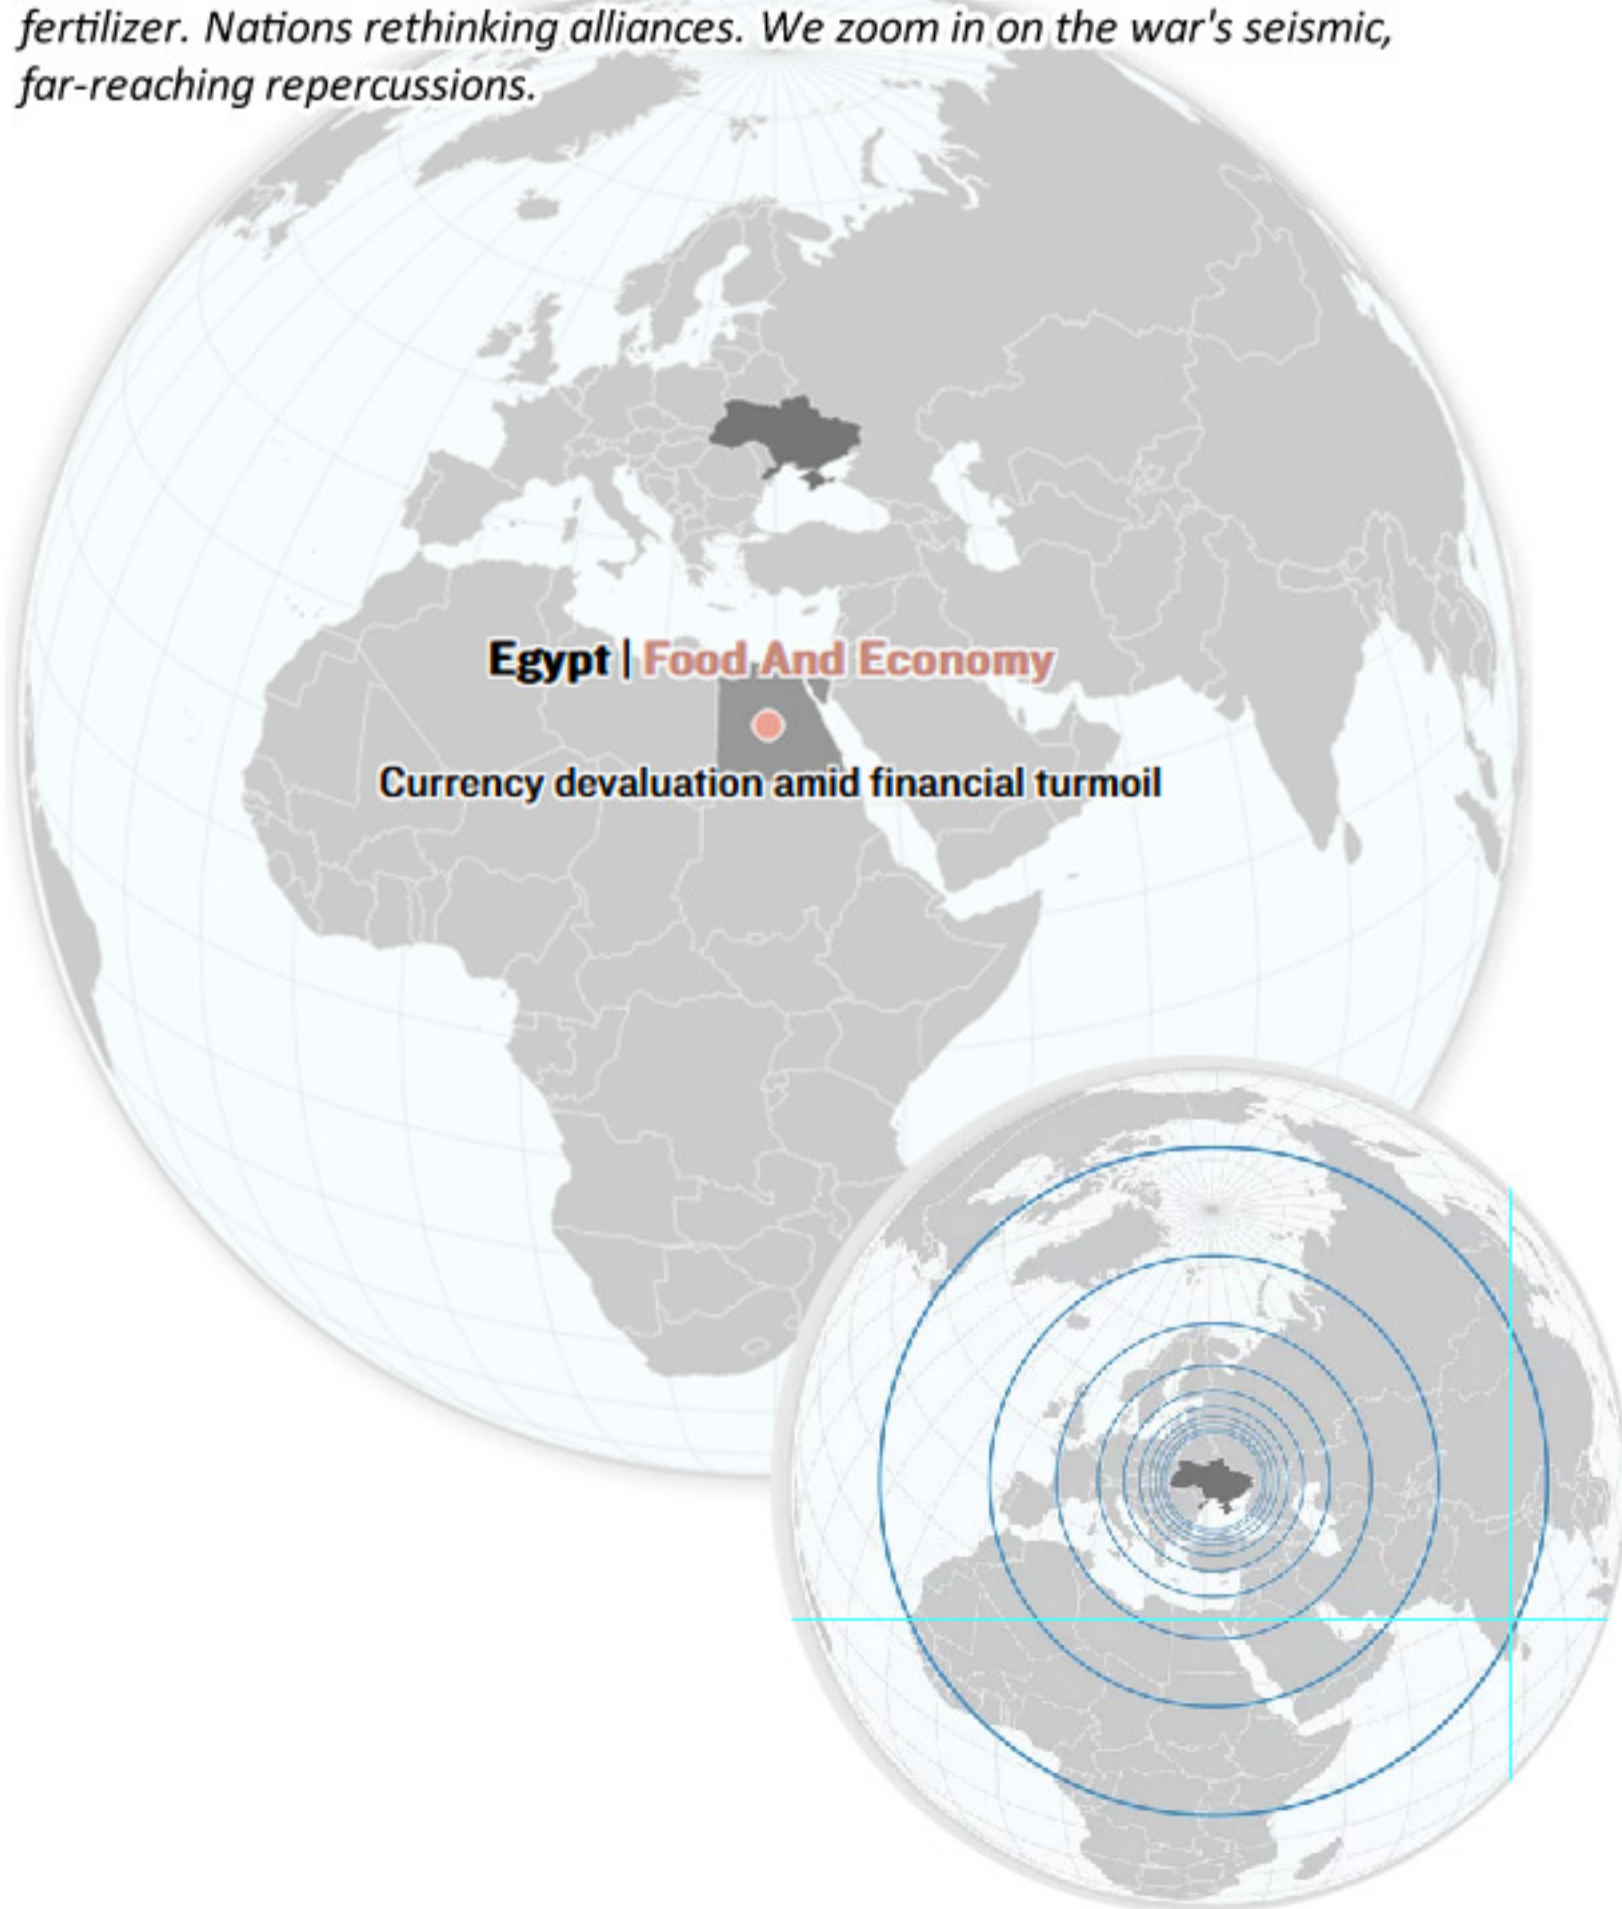 fertilizer. Nations rethinking alliances. We zoom in on the war's seismic,
far-reaching repercussions.
Egypt | Food And Economy
Currency devaluation amid financial turmoil